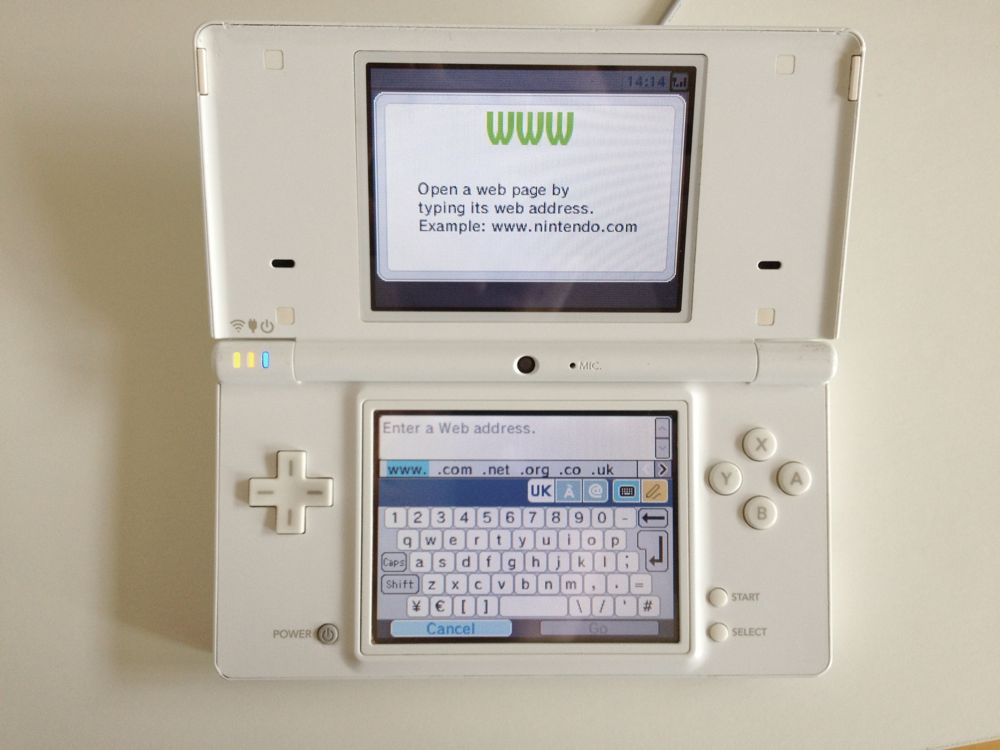 14:14
www
Open a web page by
typing its web address.
Example: www.nintendo.com
MIC.
Enter a Web address.
www. .com .net .org .co .uk
UK Ä @
1 2 3 4 5 6 7 8 9 0 -
q w e r t y u i o p
Caps a s d f g h j k l ;
Shift z x c v b n m , . =
¥ € [ ] \ / ' #
Cancel Go
X
Y A
B
START
SELECT
POWER